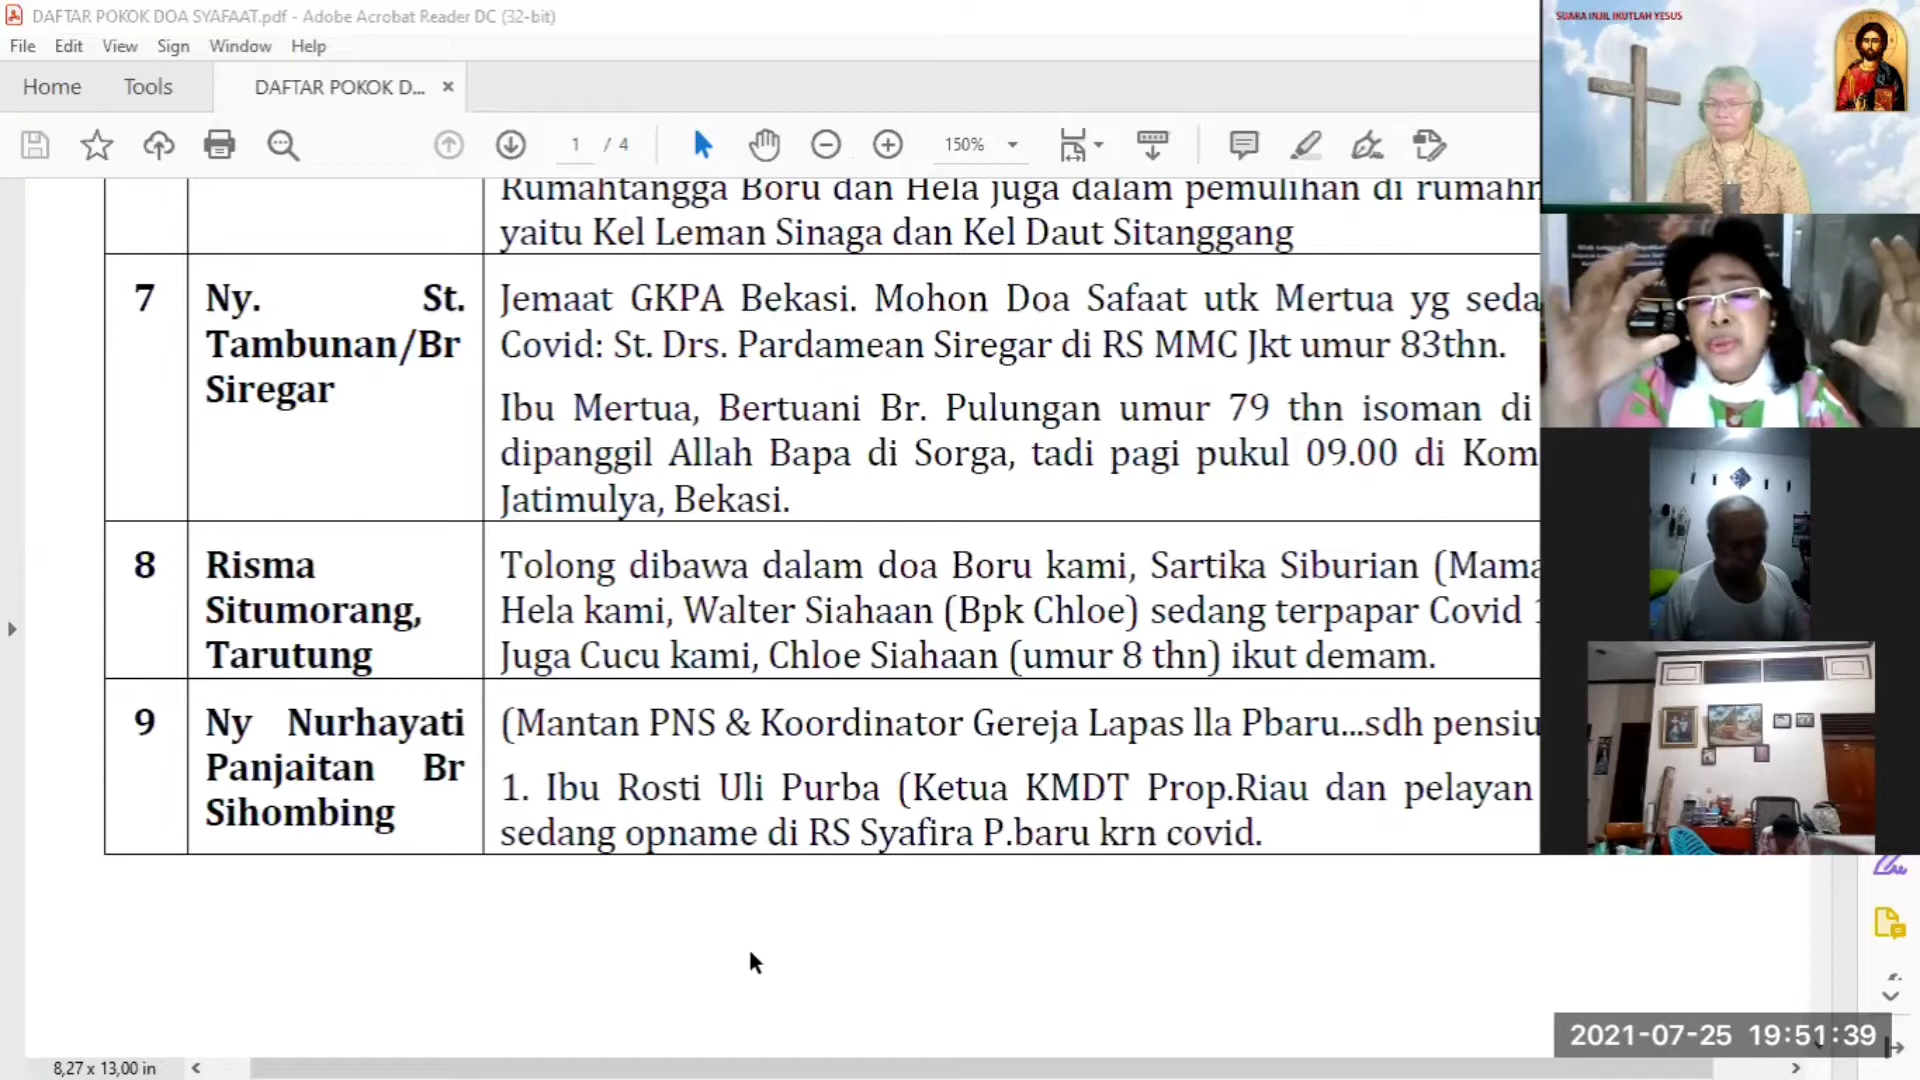 DAFTAR POKOK DOA SYAFAAT.pdf - Adobe Acrobat Reader DC (32-bit)
SUARA INJIL IKUTLAH YESUS
File Edit View Sign Window Help
Home Tools DAFTAR POKOK D... ×
1 / 4 150%
Rumahtangga Boru dan Hela juga dalam pemulihan di
yaitu Kel Leman Sinaga dan Kel Daut Sitanggang
7
Ny. St.
Tambunan/Br
Siregar
Jemaat GKPA Bekasi. Mohon Doa Safaat utk Mertua yg seda
Covid: St. Drs. Pardamean Siregar di RS MMC Jkt umur 83thn.
Ibu Mertua, Bertuani Br. Pulungan umur 79 thn isoman di
dipanggil Allah Bapa di Sorga, tadi pagi pukul 09.00 di Kom
Jatimulya, Bekasi.
8
Risma
Situmorang,
Tarutung
Tolong dibawa dalam doa Boru kami, Sartika Siburian (Mama
Hela kami, Walter Siahaan (Bpk Chloe) sedang terpapar Covid
Juga Cucu kami, Chloe Siahaan (umur 8 thn) ikut demam.
9
Ny Nurhayati
Panjaitan Br
Sihombing
(Mantan PNS & Koordinator Gereja Lapas lla Pbaru...sdh pensiu
1. Ibu Rosti Uli Purba (Ketua KMDT Prop.Riau dan pelayan
sedang opname di RS Syafira P.baru krn covid.
2021-07-25 19:51:39
8,27 x 13,00 in